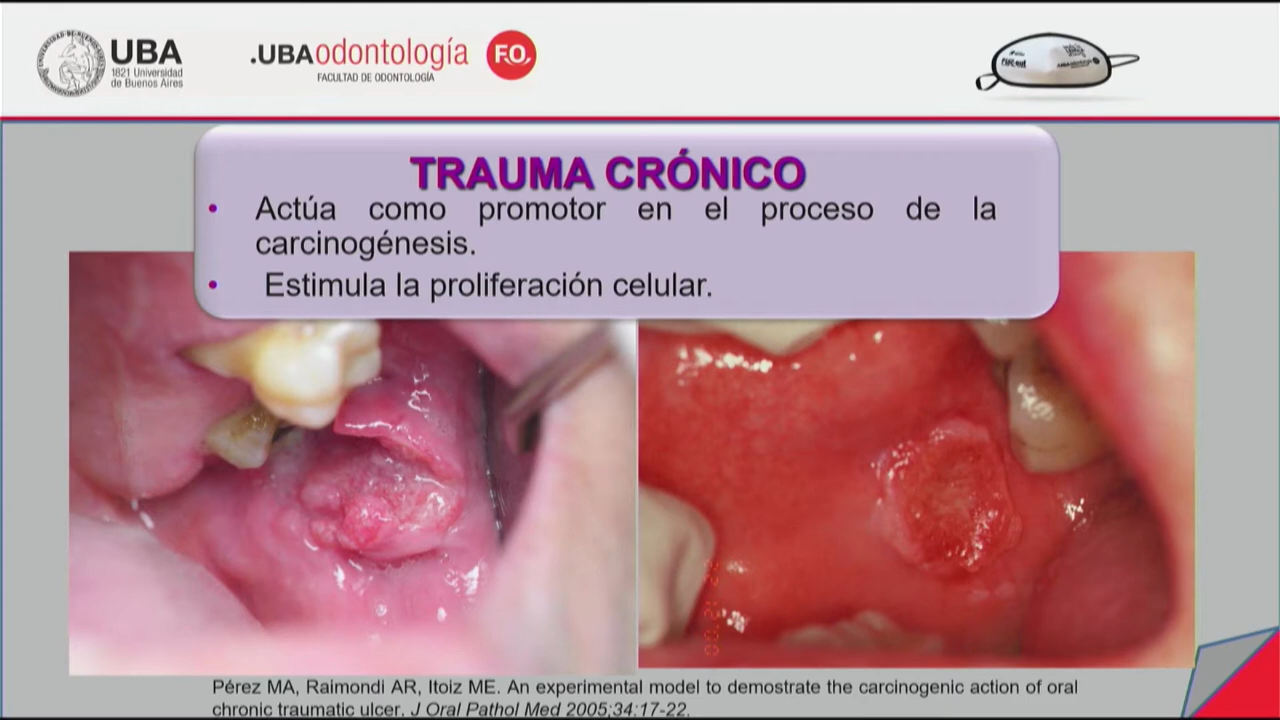 UBA
1821 Universidad
de Buenos Aires
.UBAodontología
FACULTAD DE ODONTOLOGÍA
F.O.
TRAUMA CRÓNICO
• Actúa como promotor en el proceso de la
carcinogénesis.
• Estimula la proliferación celular.
Pérez MA, Raimondi AR, Itoiz ME. An experimental model to demostrate the carcinogenic action of oral
chronic traumatic ulcer. J Oral Pathol Med 2005;34:17-22.